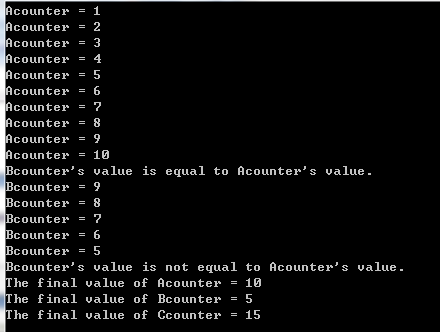 Acounter = 1
Acounter = 2
Acounter = 3
Acounter = 4
Acounter = 5
Acounter = 6
Acounter = 7
Acounter = 8
Acounter = 9
Acounter = 10
Bcounter's value is equal to Acounter's value.
Bcounter = 9
Bcounter = 8
Bcounter = 7
Bcounter = 6
Bcounter = 5
Bcounter's value is not equal to Acounter's value.
The final value of Acounter = 10
The final value of Bcounter = 5
The final value of Ccounter = 15